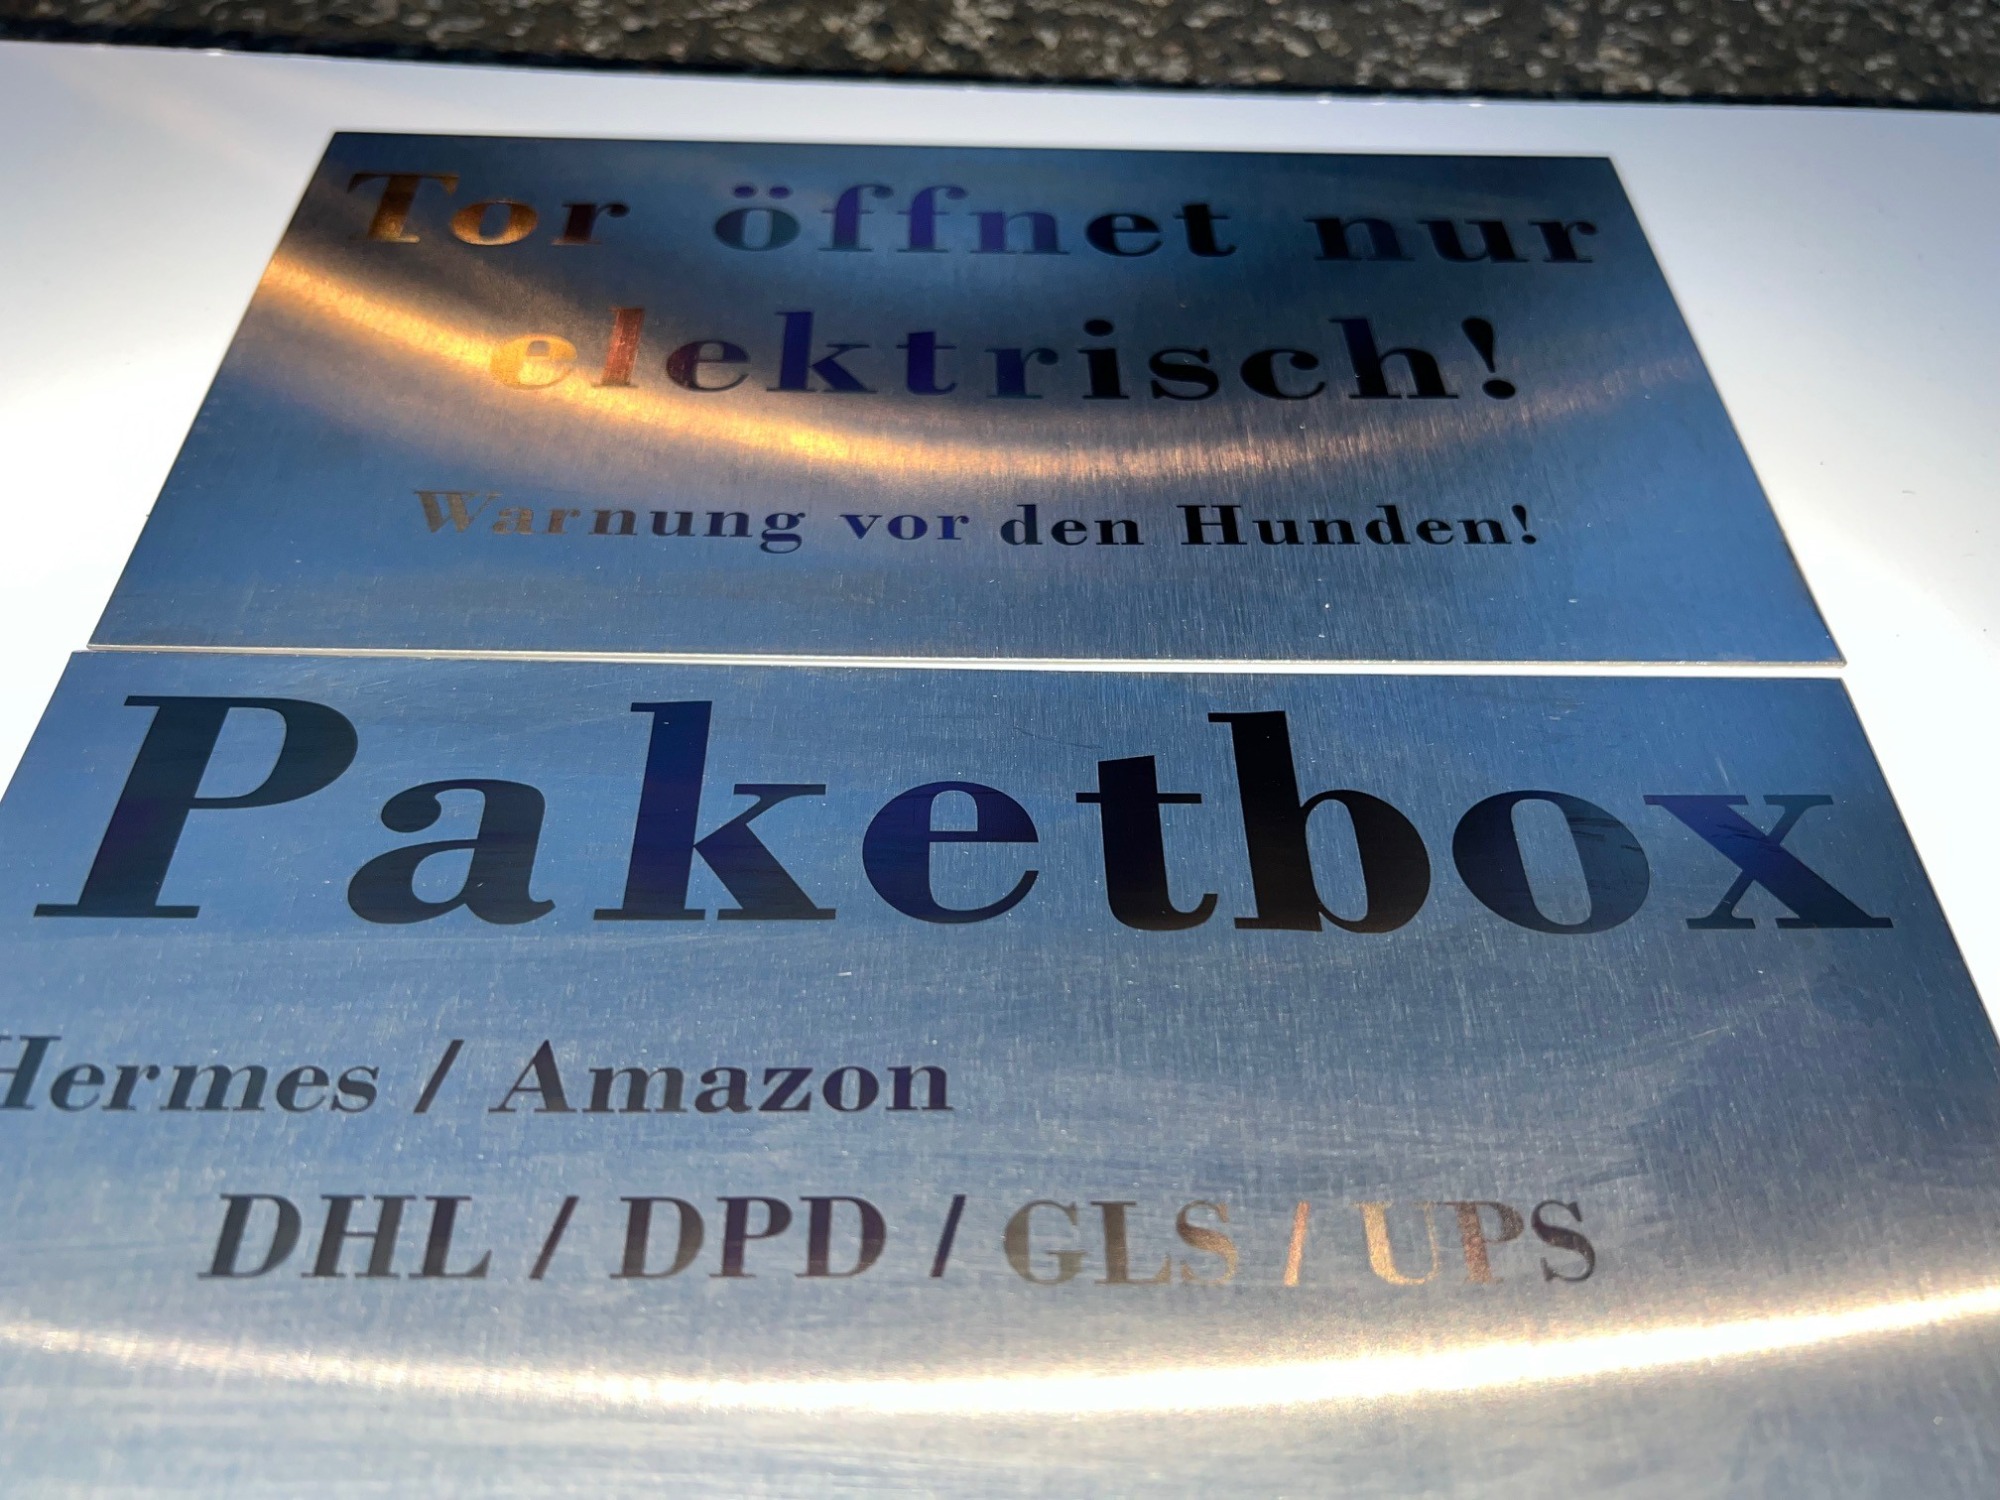 Tor öffnet nur
elektrisch!
Warnung vor den Hunden!
Paketbox
Hermes / Amazon
DHL / DPD / GLS / UPS